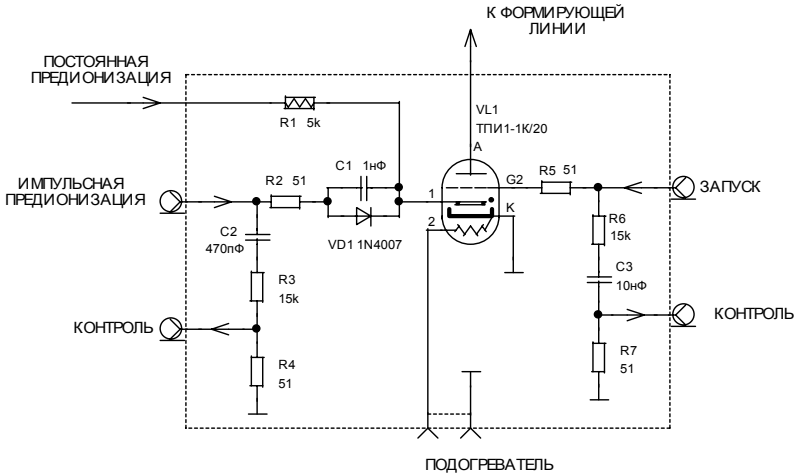 К ФОРМИРУЮЩЕЙ
ЛИНИИ
ПОСТОЯННАЯ
ПРЕДИОНИЗАЦИЯ
R1 5k
VL1
ТПИ1-1К/20
A
ИМПУЛЬСНАЯ
ПРЕДИОНИЗАЦИЯ
R2 51
C1 1нФ
VD1 1N4007
1
2
G2
K
R5 51
ЗАПУСК
C2
470пФ
R6
15k
R3
15k
C3
10нФ
КОНТРОЛЬ
КОНТРОЛЬ
R4
51
R7
51
ПОДОГРЕВАТЕЛЬ